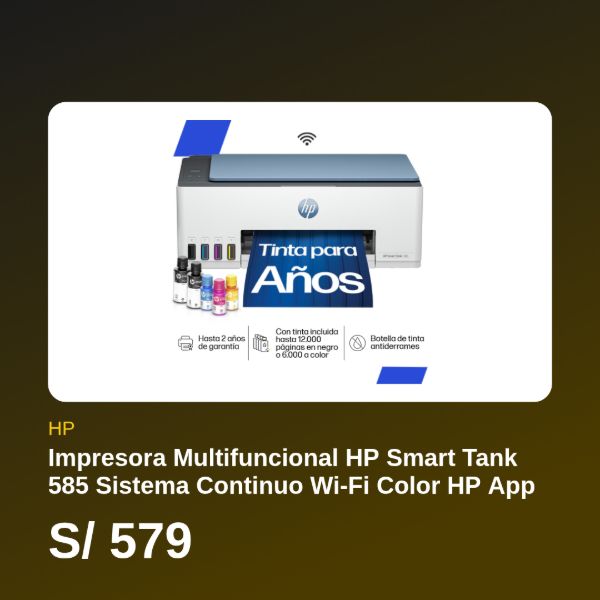 hp
Tinta para
Años
Hasta 2 años
de garantía
Con tinta incluida
hasta 12.000
páginas en negro
o 6.000 a color
Botella de tinta
antiderrames
HP
Impresora Multifuncional HP Smart Tank
585 Sistema Continuo Wi-Fi Color HP App
S/ 579